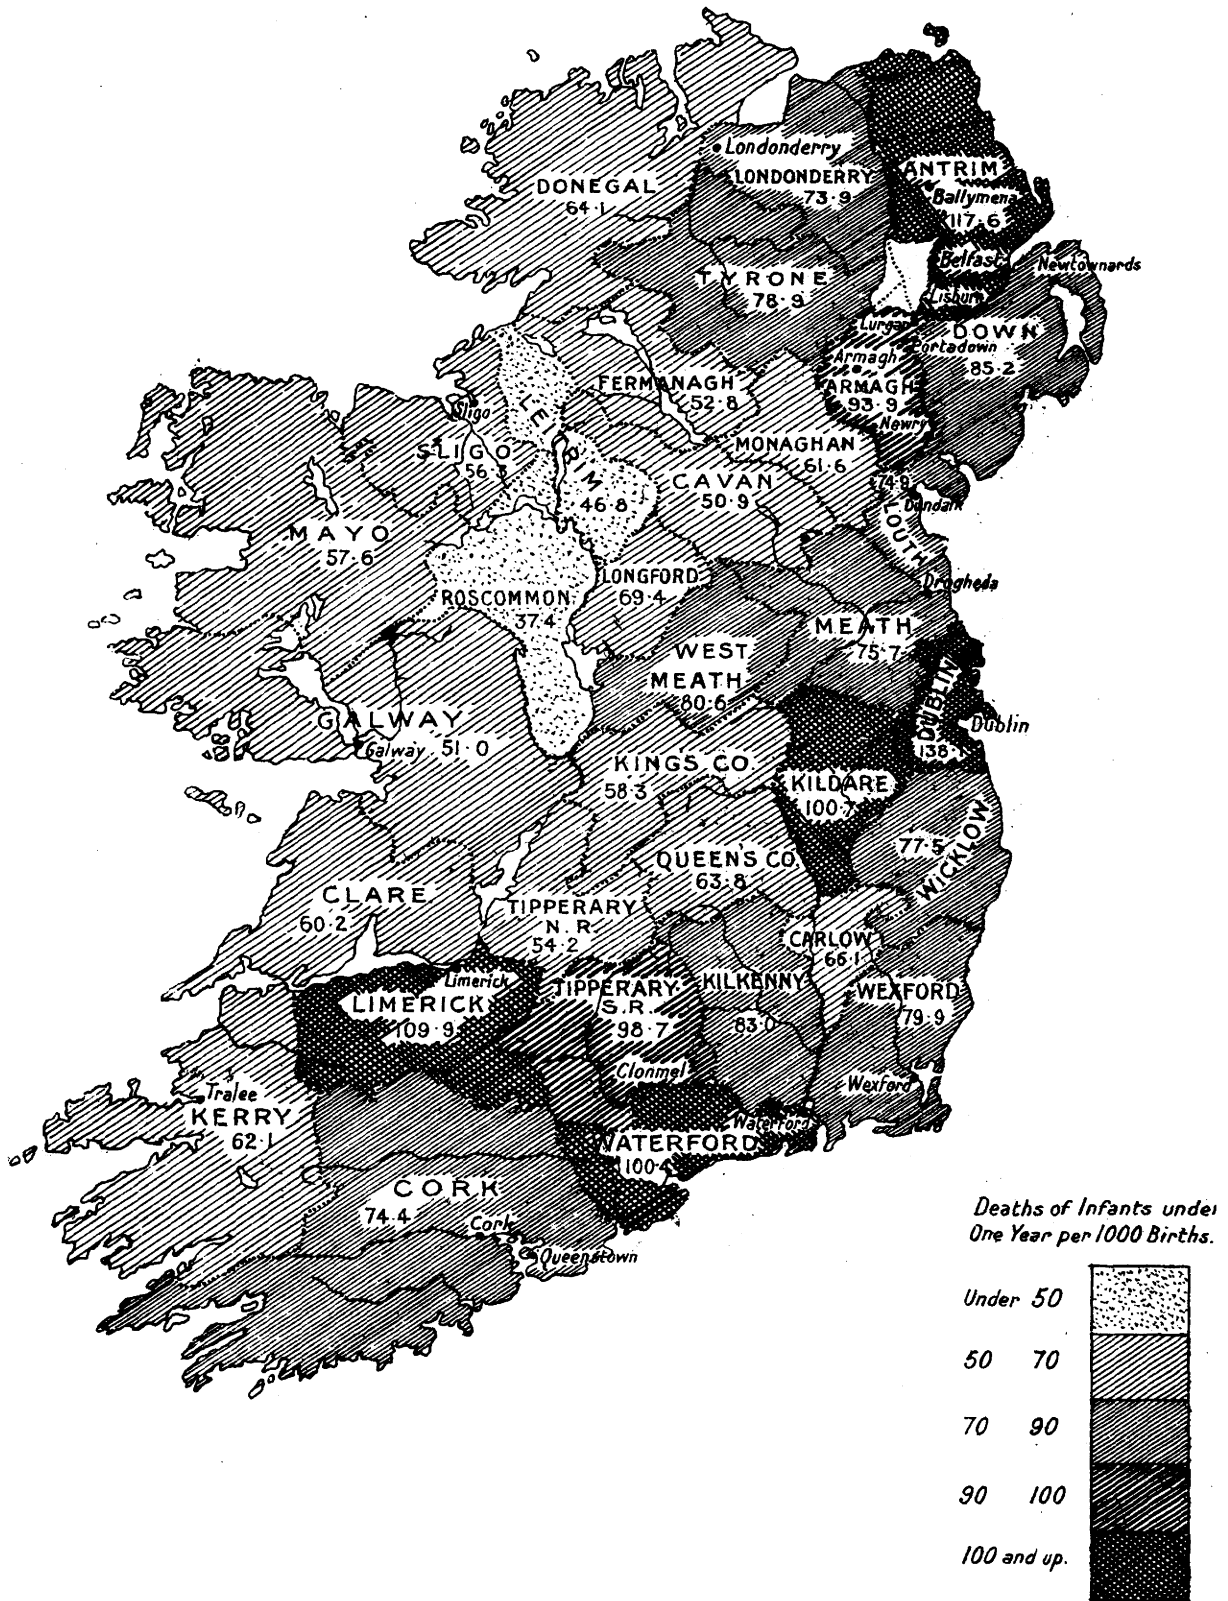 Londonderry
LONDONDERRY
73·9
ANTRIM
Ballymena
117·6
DONEGAL
64·1
Belfast
Newtownards
TYRONE
78·9
Lisburn
Lurgan
DOWN
Portadown
85·2
Armagh
ARMAGH
93·9
Newry
FERMANAGH
52·8
LEITRIM
46·8
Sligo
SLIGO
56·3
MONAGHAN
61·6
CAVAN
50·9
74·9
Dundalk
LOUTH
MAYO
57·6
LONGFORD
69·4
Drogheda
ROSCOMMON
37·4
MEATH
75·7
WEST
MEATH
80·6
DUBLIN
Dublin
138·1
GALWAY
Galway 51·0
KINGS CO.
58·3
KILDARE
100·7
77·5
WICKLOW
QUEEN'S CO.
63·8
CLARE
60·2
TIPPERARY
N.R.
54·2
CARLOW
66·1
Limerick
LIMERICK
109·9
TIPPERARY
S.R.
98·7
KILKENNY
83·0
WEXFORD
79·9
Clonmel
Wexford
Tralee
KERRY
62·1
Waterford
WATERFORD
100·4
CORK
74·4
Cork
Queenstown
Deaths of Infants under
One Year per 1000 Births.
Under 50
50 70
70 90
90 100
100 and up.